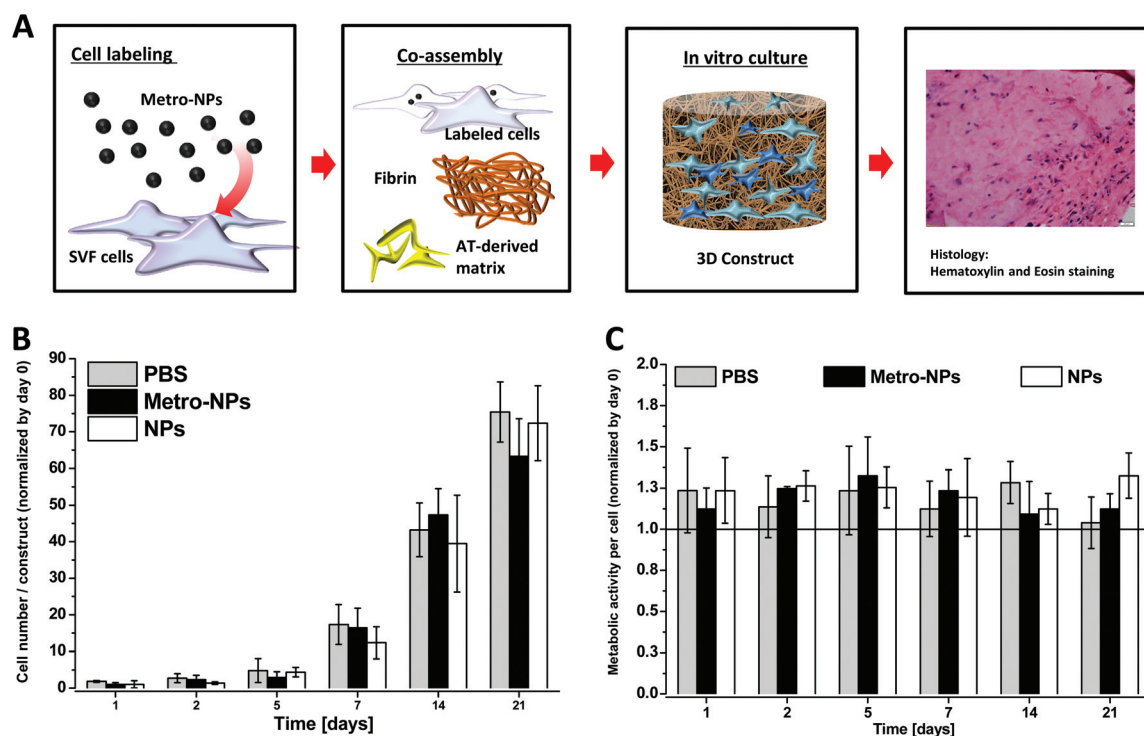 A
Cell labeling
Metro-NPs
SVF cells
Co-assembly
Labeled cells
Fibrin
AT-derived
matrix
In vitro culture
3D Construct
Histology:
Hematoxylin and Eosin staining
B
Cell number / construct (normalized by day 0)
90
80
70
60
50
40
30
20
10
0
PBS
Metro-NPs
NPs
1 2 5 7 14 21
Time [days]
C
Metabolic activity per cell (normalized by day 0)
2.0
1.8
1.5
1.3
1.0
0.8
0.5
0.3
0.0
PBS Metro-NPs NPs
1 2 5 7 14 21
Time [days]